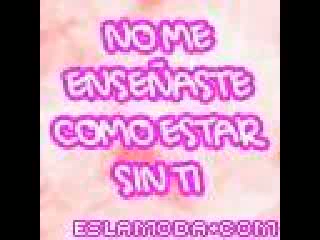 NO ME
ENSEÑASTE
COMO ESTAR
SIN TI
ESLAMODA.COM